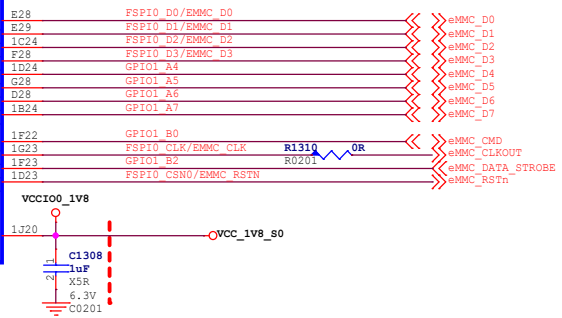 E28 FSPI0_D0/EMMC_D0 eMMC_D0
E29 FSPI0_D1/EMMC_D1 eMMC_D1
1C24 FSPI0_D2/EMMC_D2 eMMC_D2
F28 FSPI0_D3/EMMC_D3 eMMC_D3
1D24 GPIO1_A4 eMMC_D4
G28 GPIO1_A5 eMMC_D5
D28 GPIO1_A6 eMMC_D6
1B24 GPIO1_A7 eMMC_D7
1F22 GPIO1_B0 eMMC_CMD
1G23 FSPI0_CLK/EMMC_CLK R1310 0R eMMC_CLKOUT
R0201
1F23 GPIO1_B2 eMMC_DATA_STROBE
1D23 FSPI0_CSN0/EMMC_RSTN eMMC_RSTn
VCCIO0_1V8
1J20 VCC_1V8_S0
C1308
1
1uF
2
X5R
6.3V
C0201